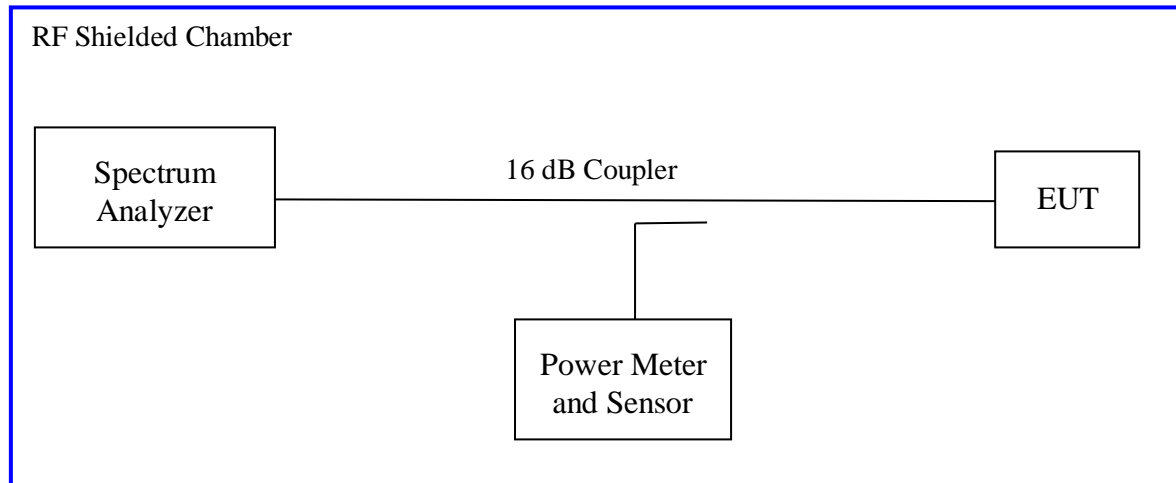 RF Shielded Chamber
16 dB Coupler
Spectrum
Analyzer
EUT
Power Meter
and Sensor